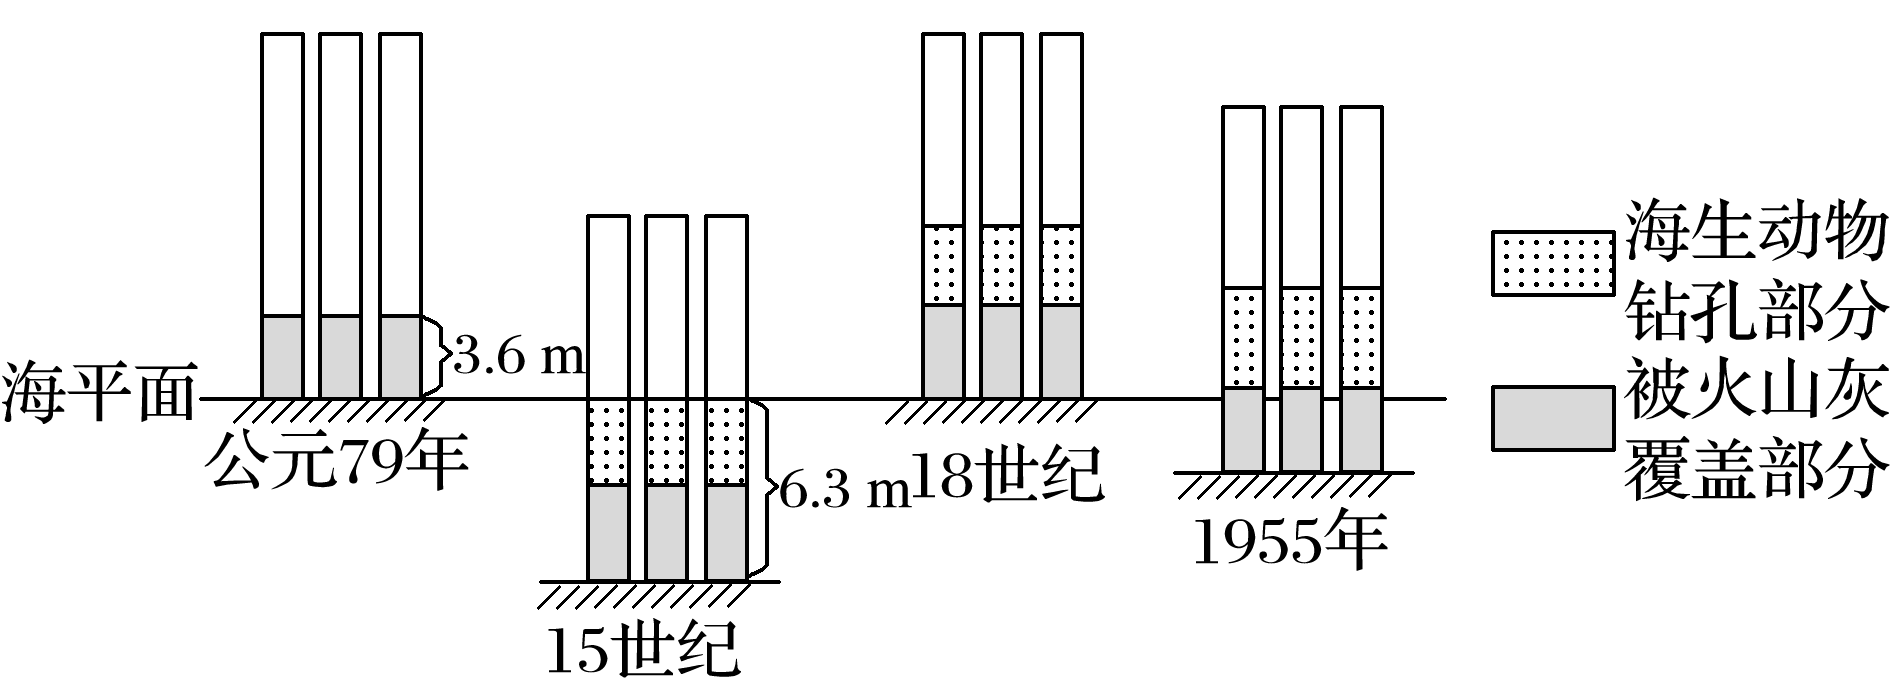 海平面
公元79年
3.6 m
15世纪
6.3 m
18世纪
1955年
海生动物
钻孔部分
被火山灰
覆盖部分